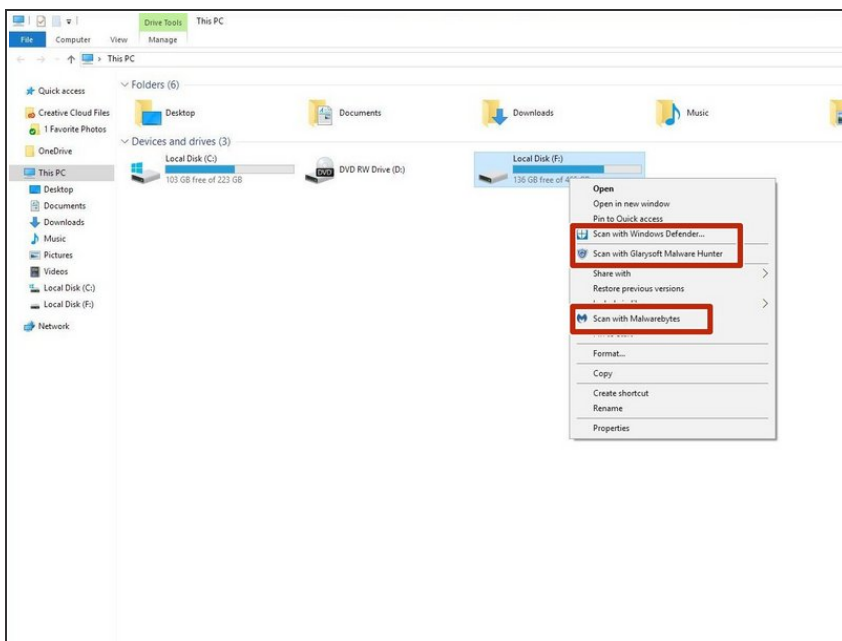 Drive Tools This PC
File Computer View Manage
This PC
Quick access
Creative Cloud Files
1 Favorite Photos
OneDrive
This PC
Desktop
Documents
Downloads
Music
Pictures
Videos
Local Disk (C:)
Local Disk (F:)
Network
Folders (6)
Desktop Documents Downloads Music
Devices and drives (3)
Local Disk (C:)
103 GB free of 223 GB
DVD RW Drive (D:)
Local Disk (F:)
136 GB free of
Open
Open in new window
Pin to Quick access
Scan with Windows Defender...
Scan with Glarysoft Malware Hunter
Share with
Restore previous versions
Scan with Malwarebytes
Format...
Copy
Create shortcut
Rename
Properties